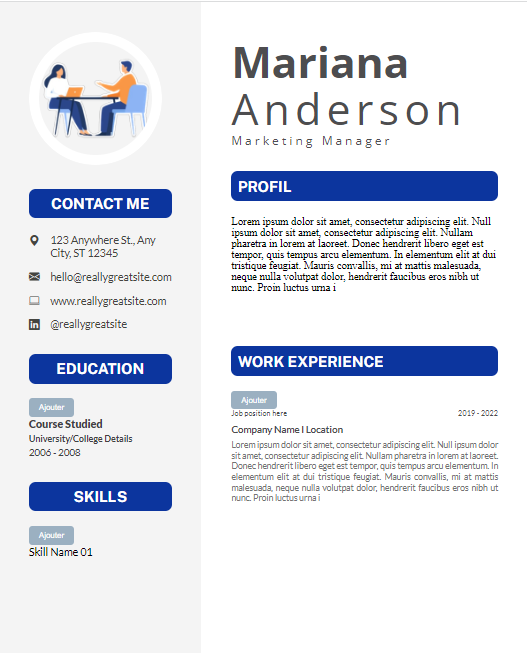 Mariana
Anderson
Marketing Manager
CONTACT ME
123 Anywhere St., Any
City, ST 12345
hello@reallygreatsite.com
www.reallygreatsite.com
@reallygreatsite
EDUCATION
Ajouter
Course Studied
University/College Details
2006 - 2008
SKILLS
Ajouter
Skill Name 01
PROFIL
Lorem ipsum dolor sit amet, consectetur adipiscing elit. Null
ipsum dolor sit amet, consectetur adipiscing elit. Nullam
pharetra in lorem at laoreet. Donec hendrerit libero eget est
tempor, quis tempus arcu elementum. In elementum elit at dui
tristique feugiat. Mauris convallis, mi at mattis malesuada,
neque nulla volutpat dolor, hendrerit faucibus eros nibh ut
nunc. Proin luctus urna i
WORK EXPERIENCE
Ajouter
Job position here 2019 - 2022
Company Name l Location
Lorem ipsum dolor sit amet, consectetur adipiscing elit. Null ipsum dolor
sit amet, consectetur adipiscing elit. Nullam pharetra in lorem at laoreet.
Donec hendrerit libero eget est tempor, quis tempus arcu elementum. In
elementum elit at dui tristique feugiat. Mauris convallis, mi at mattis
malesuada, neque nulla volutpat dolor, hendrerit faucibus eros nibh ut
nunc. Proin luctus urna i